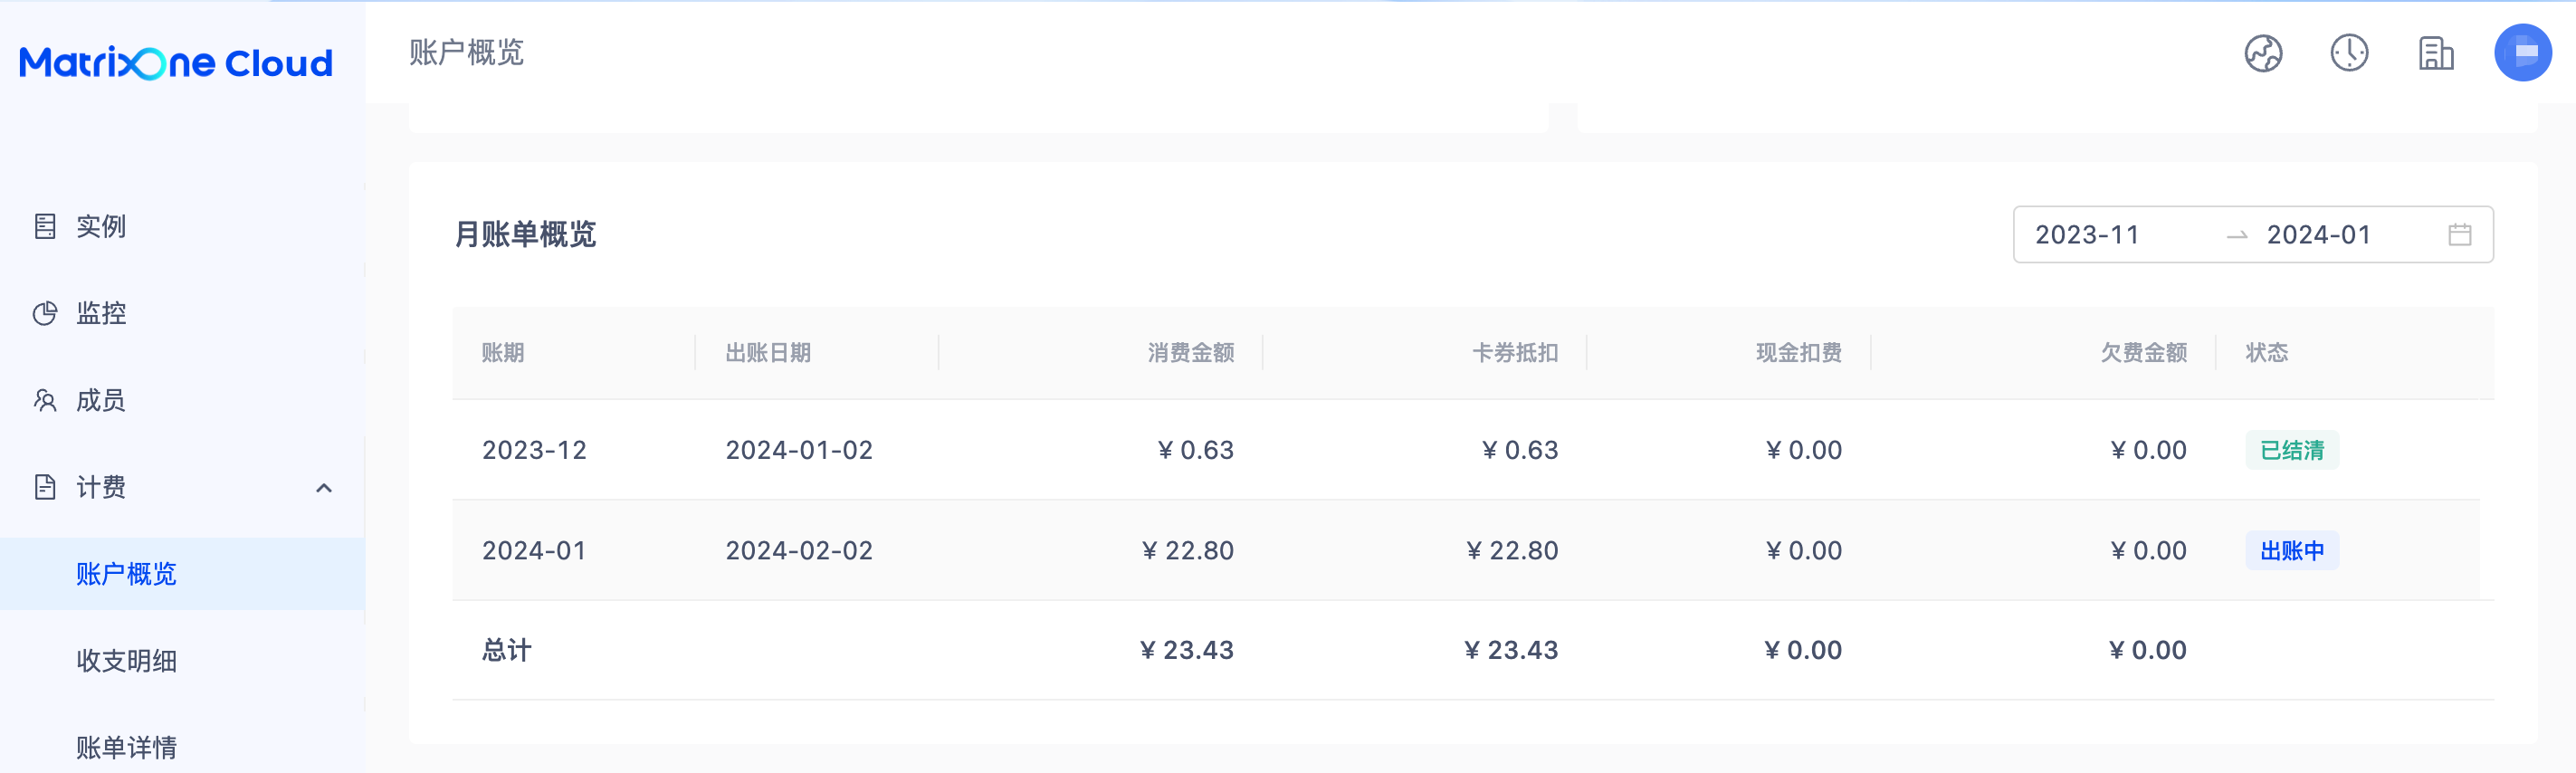 MatrixOne Cloud
账户概览
实例
监控
成员
计费
账户概览
收支明细
账单详情
月账单概览
2023-11 → 2024-01
账期 出账日期 消费金额 卡券抵扣 现金扣费 欠费金额 状态
2023-12 2024-01-02 ¥ 0.63 ¥ 0.63 ¥ 0.00 ¥ 0.00 已结清
2024-01 2024-02-02 ¥ 22.80 ¥ 22.80 ¥ 0.00 ¥ 0.00 出账中
总计 ¥ 23.43 ¥ 23.43 ¥ 0.00 ¥ 0.00